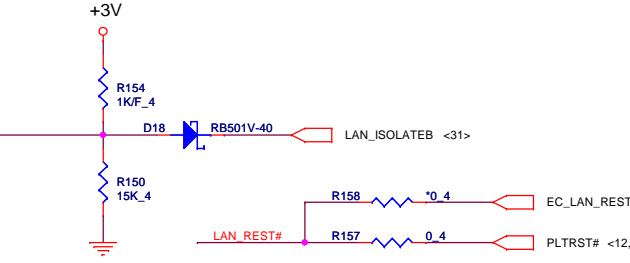 +3V
R154
1K/F_4
D18 RB501V-40 LAN_ISOLATEB <31>
R150
15K_4
R158 *0_4 EC_LAN_REST
LAN_REST# R157 0_4 PLTRST# <12,